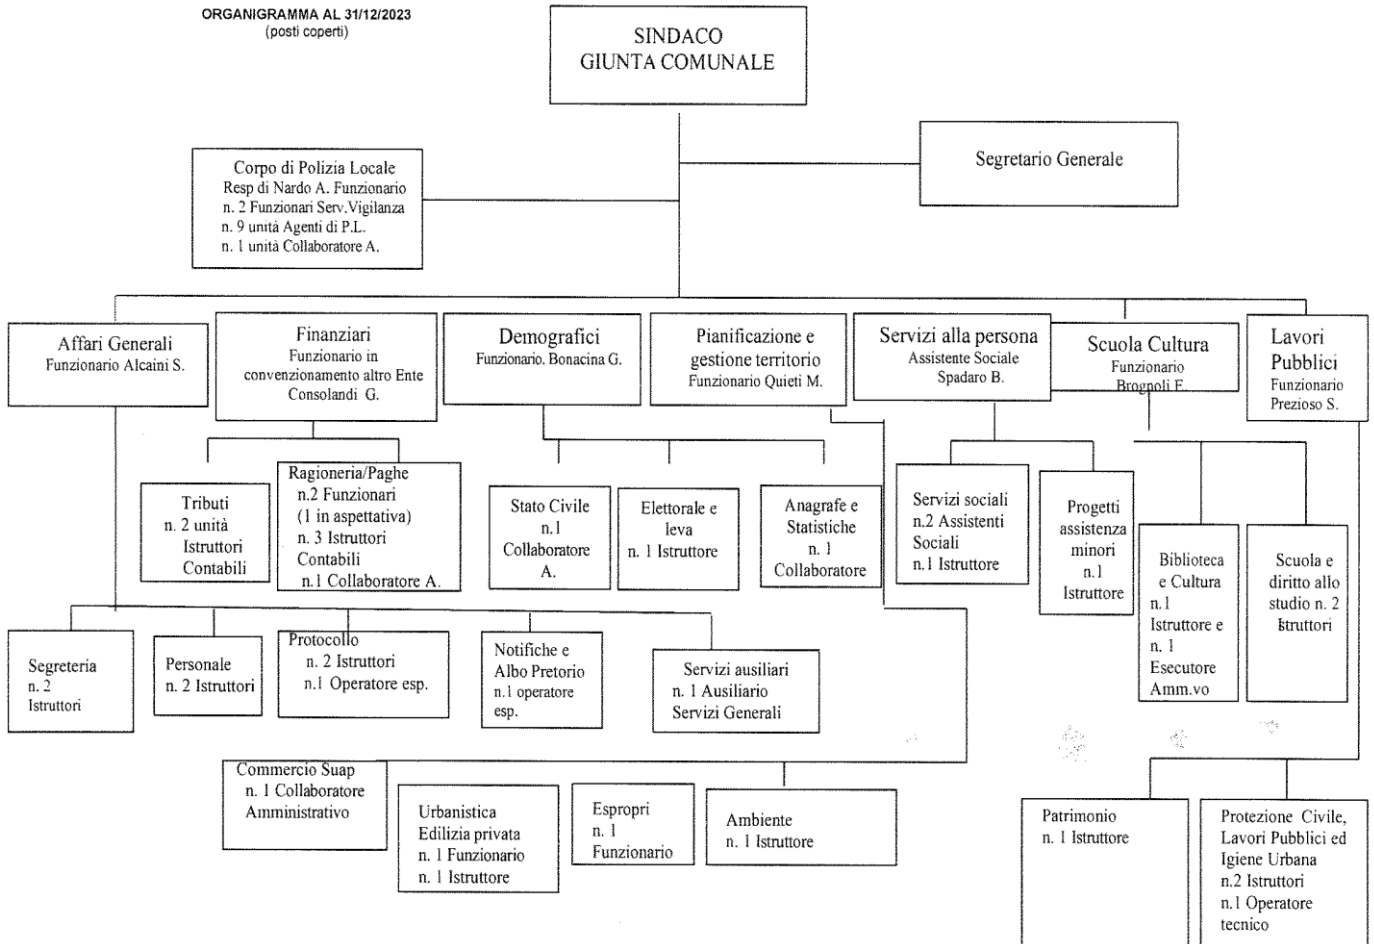 ORGANIGRAMMA AL 31/12/2023
(posti coperti)
SINDACO
GIUNTA COMUNALE
Segretario Generale
Corpo di Polizia Locale
Resp di Nardo A. Funzionario
n. 2 Funzionari Serv.Vigilanza
n. 9 unità Agenti di P.L.
n. 1 unità Collaboratore A.
Affari Generali
Funzionario Alcaini S.
Finanziari
Funzionario in
convenzionamento altro Ente
Consolandi G.
Demografici
Funzionario. Bonacina G.
Pianificazione e
gestione territorio
Funzionario Quieti M.
Servizi alla persona
Assistente Sociale
Spadaro B.
Scuola Cultura
Funzionario
Brognoli E.
Lavori
Pubblici
Funzionario
Prezioso S.
Tributi
n. 2 unità
Istruttori
Contabili
Ragioneria/Paghe
n.2 Funzionari
(1 in aspettativa)
n. 3 Istruttori
Contabili
n.1 Collaboratore A.
Stato Civile
n.1
Collaboratore
A.
Elettorale e
leva
n. 1 Istruttore
Anagrafe e
Statistiche
n. 1
Collaboratore
Servizi sociali
n.2 Assistenti
Sociali
n.1 Istruttore
Progetti
assistenza
minori
n.1
Istruttore
Biblioteca
e Cultura
n.1
Istruttore e
n. 1
Esecutore
Amm.vo
Scuola e
diritto allo
studio n. 2
Istruttori
Segreteria
n. 2
Istruttori
Personale
n. 2 Istruttori
Protocollo
n. 2 Istruttori
n.1 Operatore esp.
Notifiche e
Albo Pretorio
n.1 operatore
esp.
Servizi ausiliari
n. 1 Ausiliario
Servizi Generali
Commercio Suap
n. 1 Collaboratore
Amministrativo
Urbanistica
Edilizia privata
n. 1 Funzionario
n. 1 Istruttore
Espropri
n. 1
Funzionario
Ambiente
n. 1 Istruttore
Patrimonio
n. 1 Istruttore
Protezione Civile,
Lavori Pubblici ed
Igiene Urbana
n.2 Istruttori
n.1 Operatore
tecnico